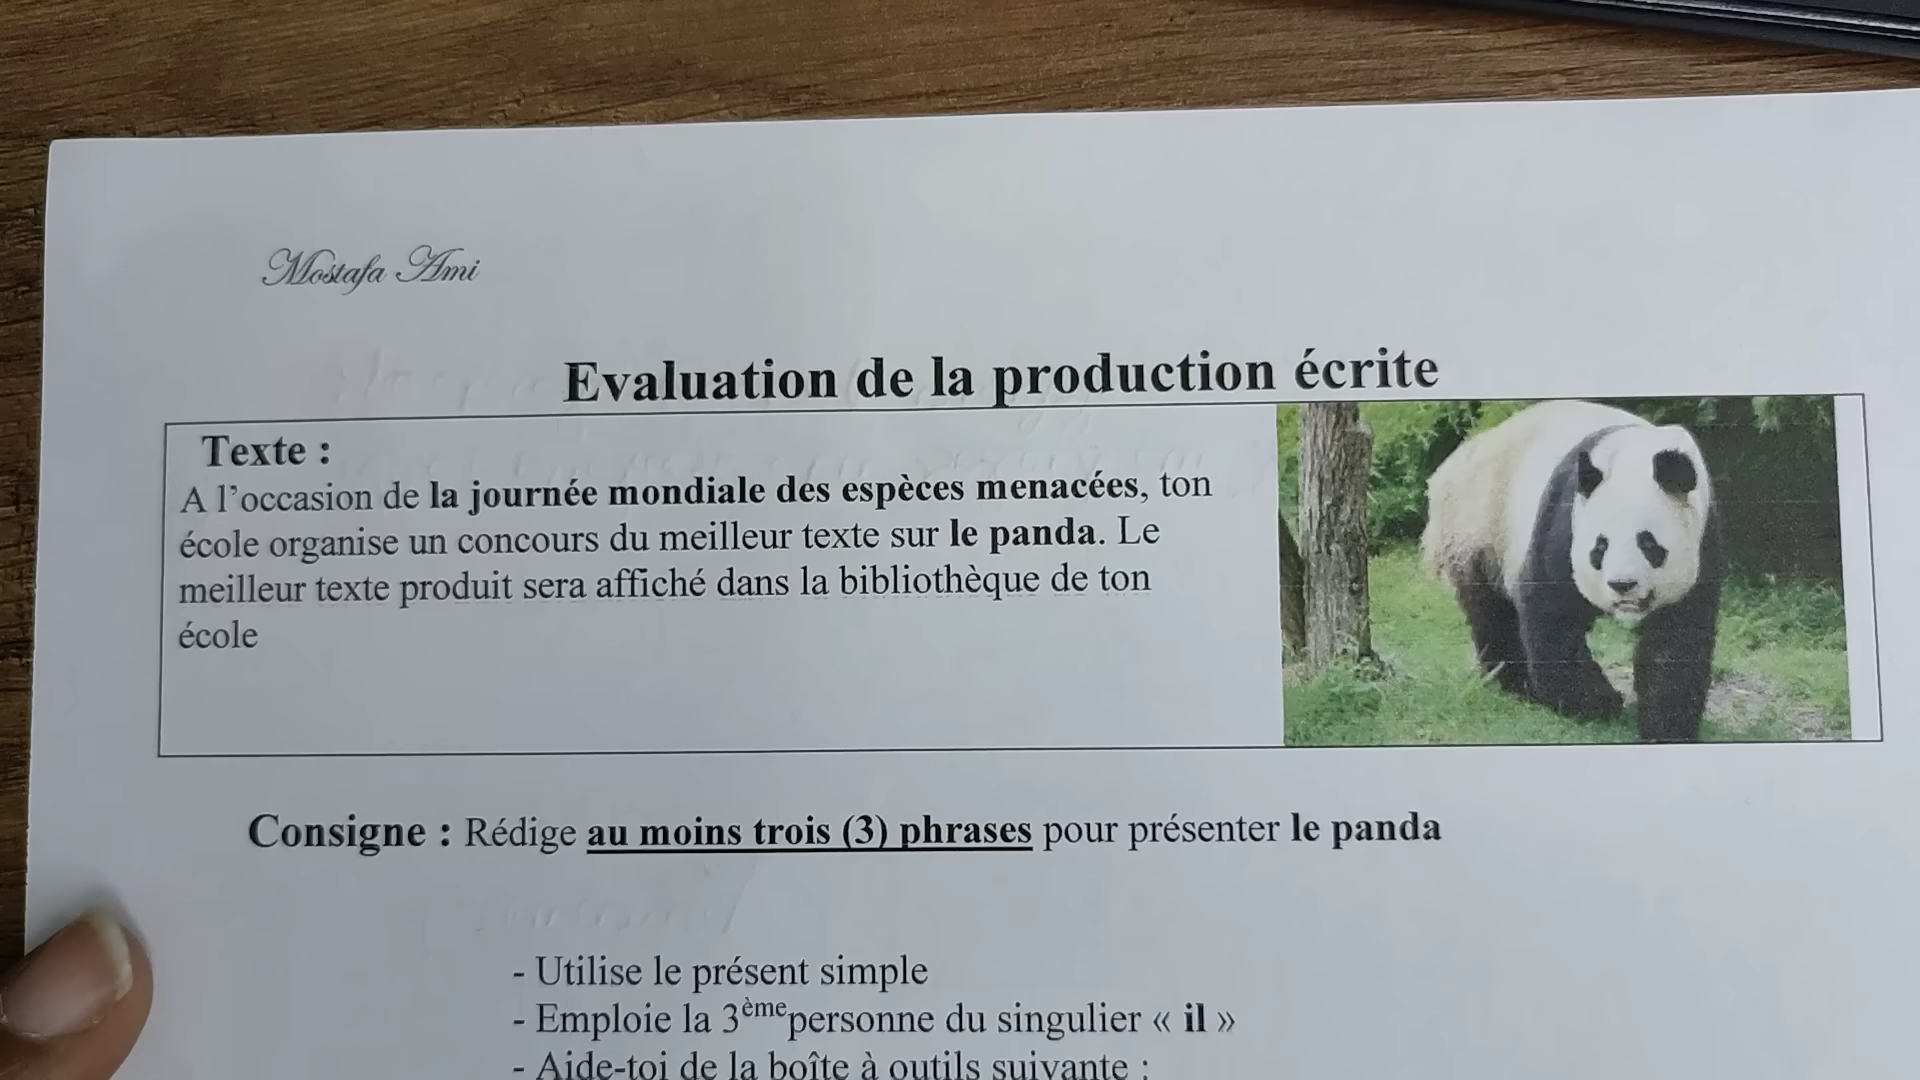 Mostafa Ami
Evaluation de la production écrite
Texte :
A l’occasion de la journée mondiale des espèces menacées, ton
école organise un concours du meilleur texte sur le panda. Le
meilleur texte produit sera affiché dans la bibliothèque de ton
école
Consigne : Rédige au moins trois (3) phrases pour présenter le panda
- Utilise le présent simple
- Emploie la 3èmepersonne du singulier « il »
- Aide-toi de la boîte à outils suivante :